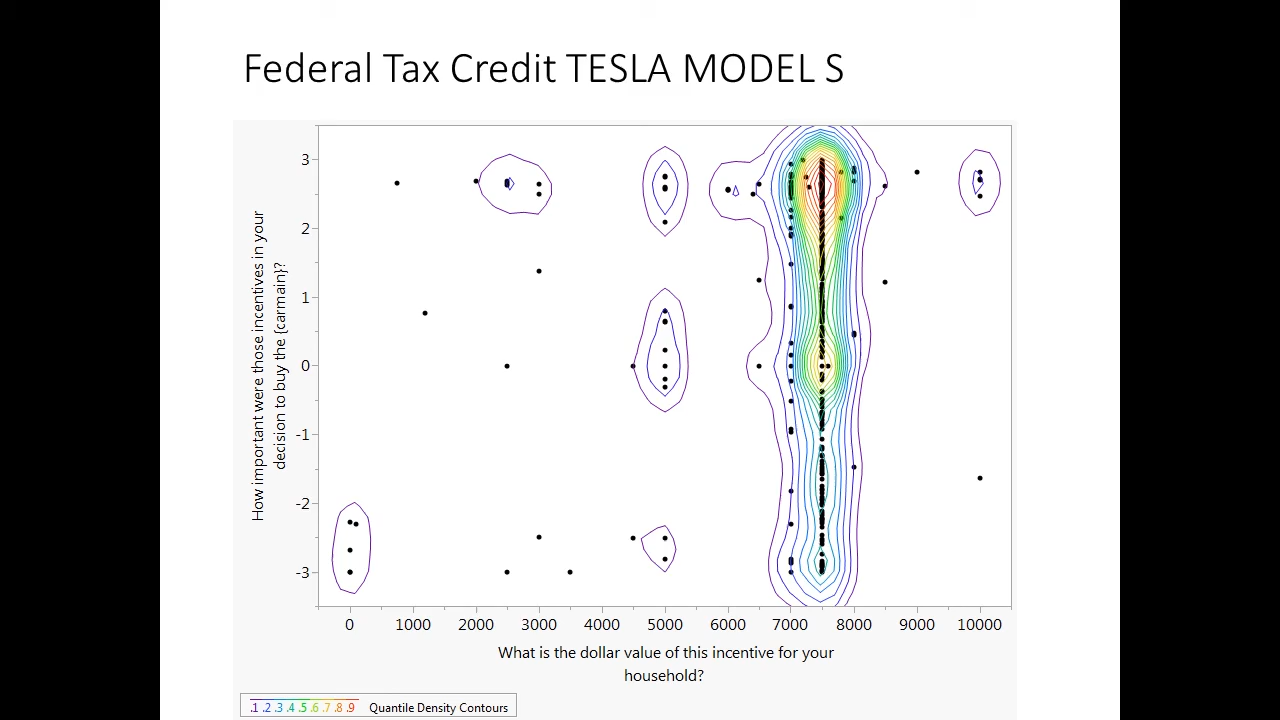 Federal Tax Credit TESLA MODEL S
How important were those incentives in your
decision to buy the {carmain}?
3
2
1
0
-1
-2
-3
0 1000 2000 3000 4000 5000 6000 7000 8000 9000 10000
What is the dollar value of this incentive for your
household?
.1 .2 .3 .4 .5 .6 .7 .8 .9 Quantile Density Contours